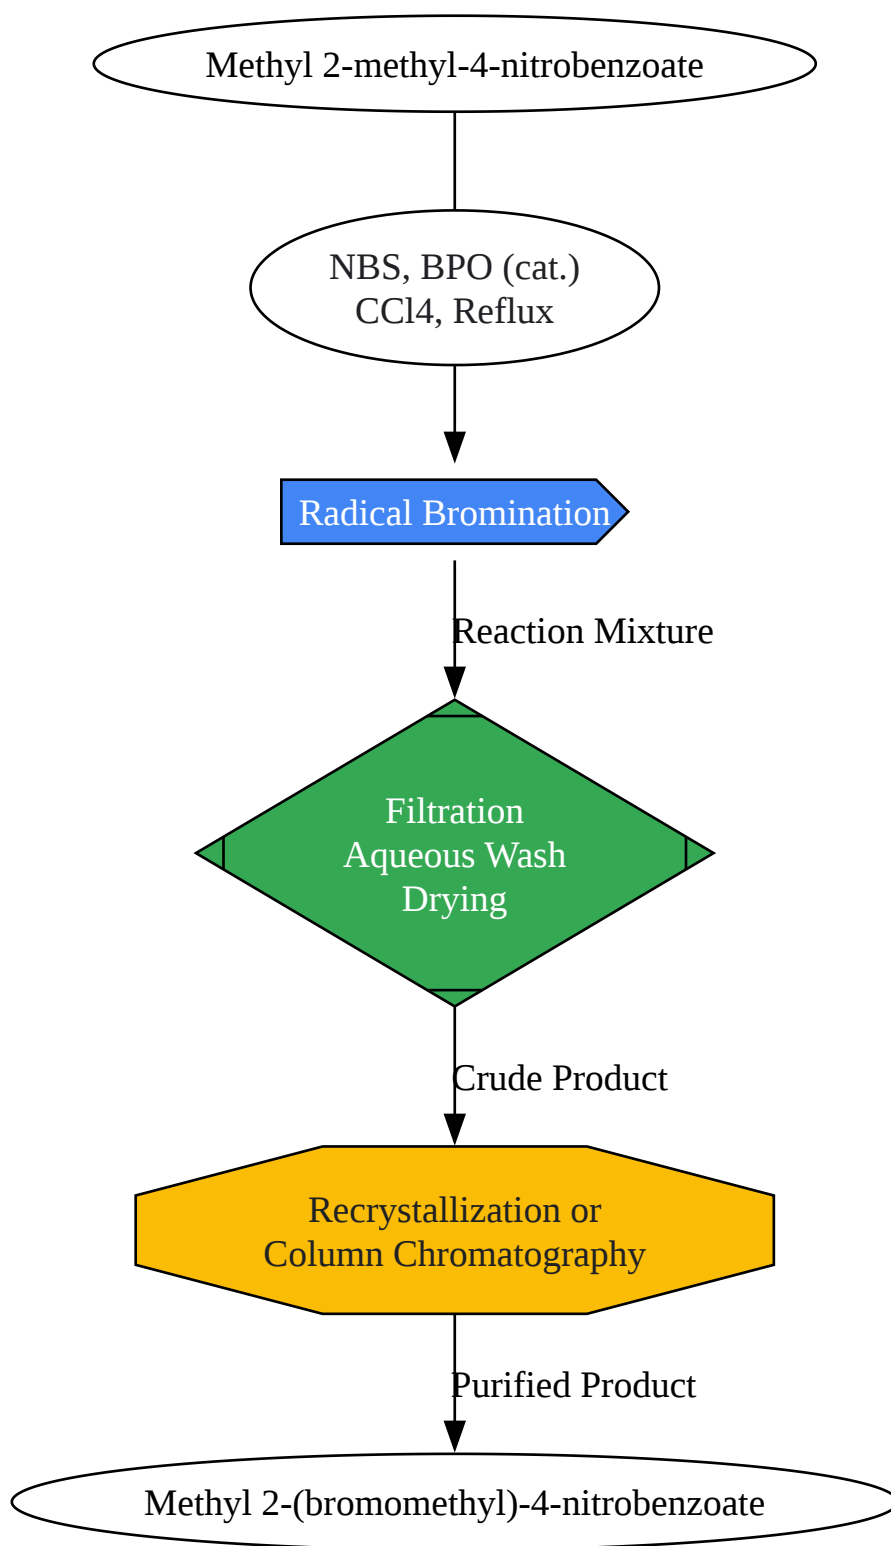 Methyl 2-methyl-4-nitrobenzoate
NBS, BPO (cat.)
CCl4, Reflux
Radical Bromination
Reaction Mixture
Filtration
Aqueous Wash
Drying
Crude Product
Recrystallization or
Column Chromatography
Purified Product
Methyl 2-(bromomethyl)-4-nitrobenzoate